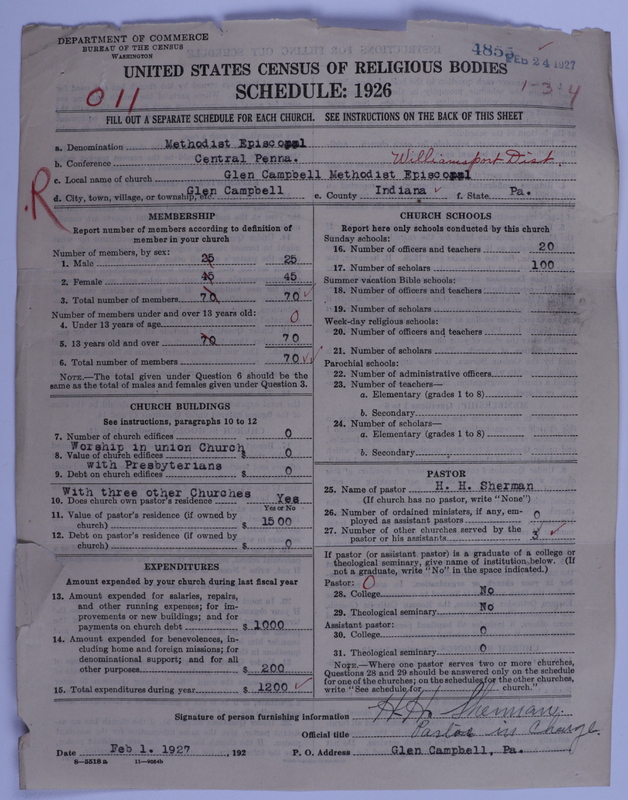 DEPARTMENT OF COMMERCE
BUREAU OF THE CENSUS
WASHINGTON
4855
FEB 24 1927
UNITED STATES CENSUS OF RELIGIOUS BODIES
SCHEDULE: 1926
011
1-3-4
FILL OUT A SEPARATE SCHEDULE FOR EACH CHURCH. SEE INSTRUCTIONS ON THE BACK OF THIS SHEET
a. Denomination Methodist Episcopal
b. Conference Central Penna. Williamsport Dist.
c. Local name of church Glen Campbell Methodist Episcopal
R
d. City, town, village, or township, etc. Glen Campbell e. County Indiana f. State Pa.
MEMBERSHIP
Report number of members according to definition of
member in your church
Number of members, by sex:
1. Male 25 25
2. Female 45 45
3. Total number of members 70 70
Number of members under and over 13 years old:
4. Under 13 years of age 0
5. 13 years old and over 70 70
6. Total number of members 70
NOTE.—The total given under Question 6 should be
same as the total of males and females given under Question 3.
CHURCH BUILDINGS
See instructions, paragraphs 10 to 12
7. Number of church edifices 0
Worship in union Church
8. Value of church edifices $ 0
with Presbyterians
9. Debt on church edifices $ 0
With three other Churches
10. Does church own pastor's residence Yes
Yes or No
11. Value of pastor's residence (if owned by
church) $ 1500
12. Debt on pastor's residence (if owned by
church) $ 0
EXPENDITURES
Amount expended by your church during last fiscal year
13. Amount expended for salaries, repairs,
and other running expenses; for im-
provements or new buildings; and for
payments on church debt $ 1000
14. Amount expended for benevolences, in-
cluding home and foreign missions; for
denominational support; and for all
other purposes $ 200
15. Total expenditures during year $ 1200
CHURCH SCHOOLS
Report here only schools conducted by this church
Sunday schools:
16. Number of officers and teachers 20
17. Number of scholars 100
Summer vacation Bible schools:
18. Number of officers and teachers
19. Number of scholars
Week-day religious schools:
20. Number of officers and teachers
21. Number of scholars
Parochial schools:
22. Number of administrative officers
23. Number of teachers—
a. Elementary (grades 1 to 8)
b. Secondary
24. Number of scholars—
a. Elementary (grades 1 to 8)
b. Secondary
PASTOR
25. Name of pastor H. H. Sherman
(If church has no pastor, write "None")
26. Number of ordained ministers, if any, em-
ployed as assistant pastors 0
27. Number of other churches served by the
pastor or his assistants 3
If pastor (or assistant pastor) is a graduate of a college or
theological seminary, give name of institution below. (If
not a graduate, write "No" in the space indicated.)
Pastor: 0
28. College No
29. Theological seminary No
Assistant pastor:
30. College 0
31. Theological seminary 0
NOTE.—Where one pastor serves two or more churches,
Questions 28 and 29 should be answered only on the schedule
for one of the churches; on the schedules for the other churches,
write "See schedule for church."
Signature of person furnishing information H. H. Sherman.
Official title Pastor in Charge.
Date Feb 1. 1927 , 192 P. O. Address Glen Campbell, Pa.
8—5518a 11—9034b